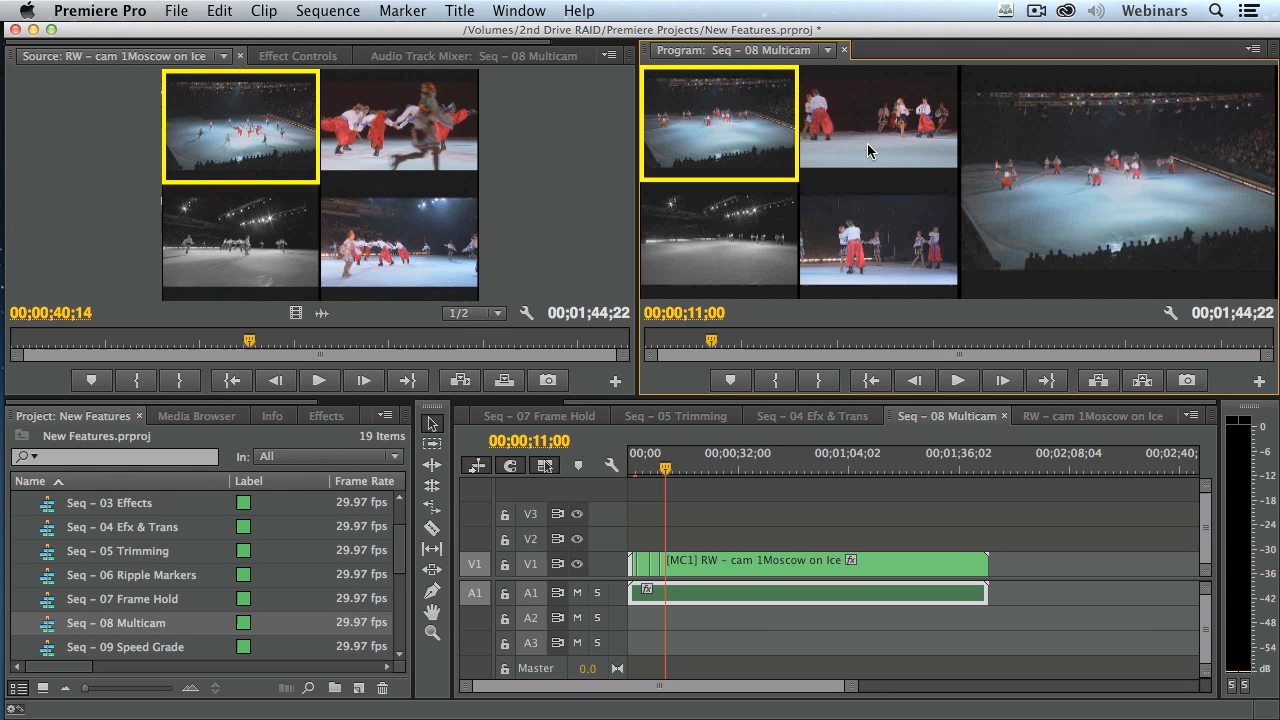 Premiere Pro File Edit Clip Sequence Marker Title Window Help Webinars
/Volumes/2nd Drive RAID/Premiere Projects/New Features.prproj *
Source: RW – cam 1Moscow on Ice Effect Controls Audio Track Mixer: Seq – 08 Multicam
Program: Seq – 08 Multicam
00;00;40;14 1/2 00;01;44;22
00;00;11;00 00;01;44;22
Project: New Features Media Browser Info Effects
New Features.prproj 19 Items
In: All
Name Label Frame Rate
Seq – 03 Effects 29.97 fps
Seq – 04 Efx & Trans 29.97 fps
Seq – 05 Trimming 29.97 fps
Seq – 06 Ripple Markers 29.97 fps
Seq – 07 Frame Hold 29.97 fps
Seq – 08 Multicam 29.97 fps
Seq – 09 Speed Grade 29.97 fps
Seq – 07 Frame Hold Seq – 05 Trimming Seq – 04 Efx & Trans Seq – 08 Multicam RW – cam 1Moscow on Ice
00;00;11;00
00;00 00;00;32;00 00;01;04;02 00;01;36;02 00;02;08;04 00;02;40;
V3
V2
V1 V1 [MC1] RW – cam 1Moscow on Ice fx
A1 A1 M S fx
A2 M S
A3 M S
Master 0.0
0
-6
-12
-18
-24
-30
-36
-42
-48
-54
dB
S S